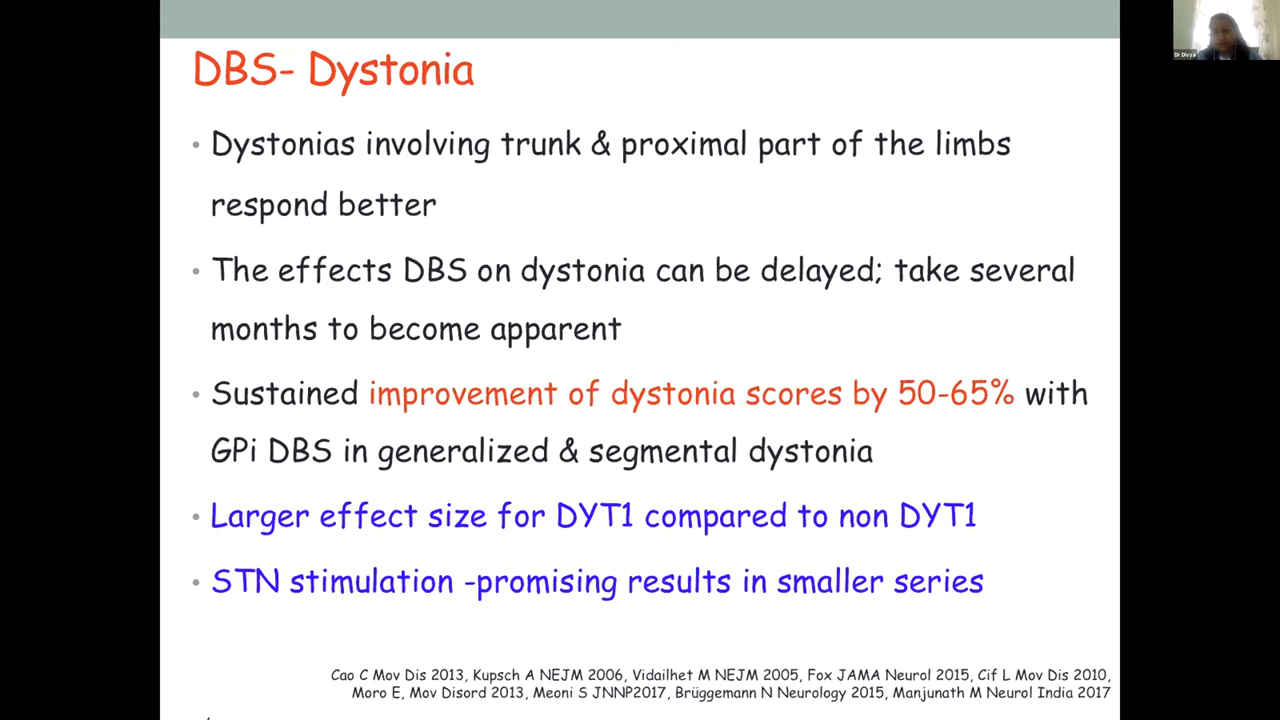 DBS- Dystonia
• Dystonias involving trunk & proximal part of the limbs
respond better
• The effects DBS on dystonia can be delayed; take several
months to become apparent
• Sustained improvement of dystonia scores by 50-65% with
GPi DBS in generalized & segmental dystonia
• Larger effect size for DYT1 compared to non DYT1
• STN stimulation -promising results in smaller series
Cao C Mov Dis 2013, Kupsch A NEJM 2006, Vidailhet M NEJM 2005, Fox JAMA Neurol 2015, Cif L Mov Dis 2010,
Moro E, Mov Disord 2013, Meoni S JNNP2017, Brüggemann N Neurology 2015, Manjunath M Neurol India 2017
Dr Divya